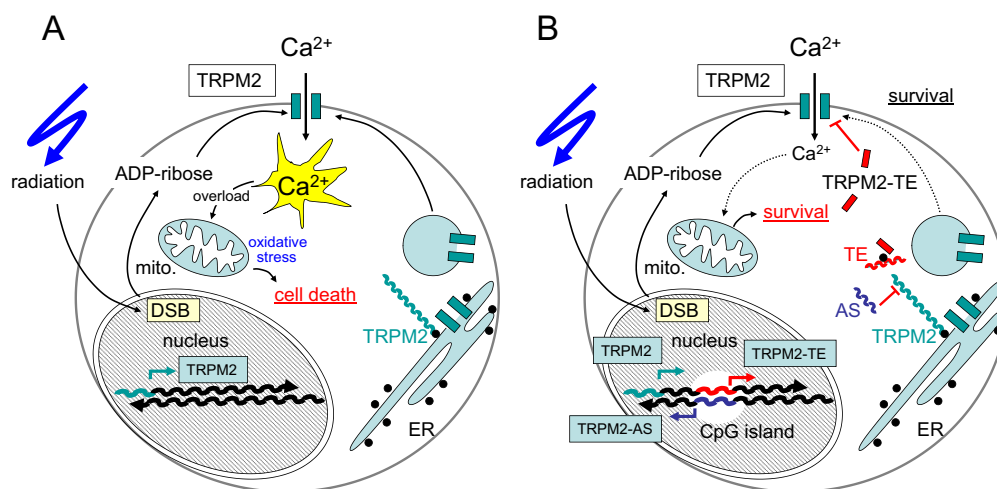 A
Ca2+
TRPM2
radiation
ADP-ribose
Ca2+
overload
oxidative
stress
mito.
cell death
DSB
nucleus
TRPM2
TRPM2
ER
B
Ca2+
TRPM2
survival
radiation
ADP-ribose
Ca2+
TRPM2-TE
survival
mito.
TE
AS
DSB
TRPM2
nucleus
TRPM2
TRPM2-TE
TRPM2-AS
CpG island
ER